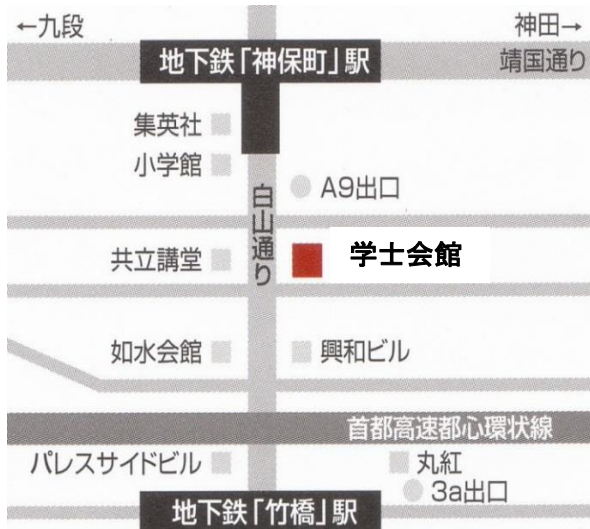 ←九段
神田→
地下鉄「神保町」駅
靖国通り
集英社
小学館
A9出口
白山通り
共立講堂
学士会館
如水会館
興和ビル
首都高速都心環状線
パレスサイドビル
丸紅
3a出口
地下鉄「竹橋」駅